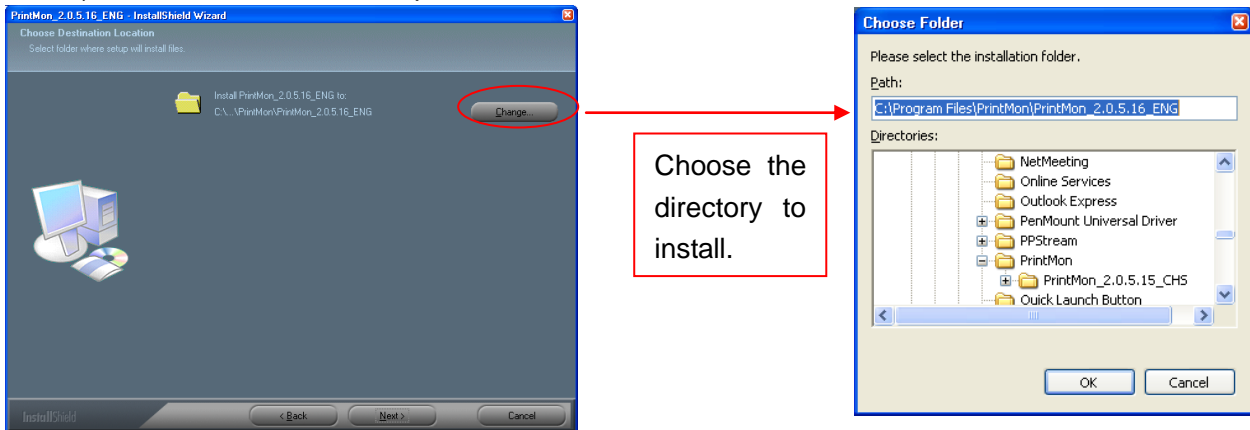 PrintMon_2.0.5.16_ENG - InstallShield Wizard
Choose Destination Location
Select folder where setup will install files.
Install PrintMon_2.0.5.16_ENG to:
C:\...\PrintMon\PrintMon_2.0.5.16_ENG
Change...
InstallShield
< Back
Next >
Cancel
Choose the
directory to
install.
Choose Folder
Please select the installation folder.
Path:
C:\Program Files\PrintMon\PrintMon_2.0.5.16_ENG
Directories:
NetMeeting
Online Services
Outlook Express
PenMount Universal Driver
PPStream
PrintMon
PrintMon_2.0.5.15_CHS
Quick Launch Button
OK
Cancel